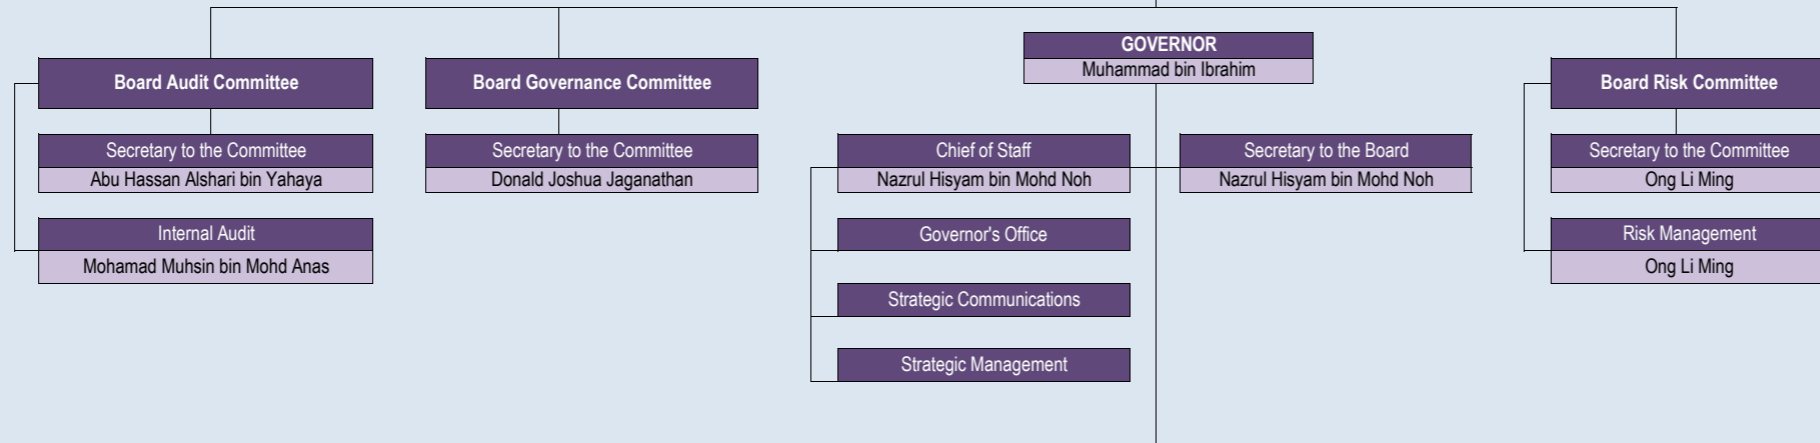 GOVERNOR
Muhammad bin Ibrahim
Board Audit Committee
Board Governance Committee
Board Risk Committee
Secretary to the Committee
Abu Hassan Alshari bin Yahaya
Secretary to the Committee
Donald Joshua Jaganathan
Chief of Staff
Nazrul Hisyam bin Mohd Noh
Secretary to the Board
Nazrul Hisyam bin Mohd Noh
Secretary to the Committee
Ong Li Ming
Internal Audit
Mohamad Muhsin bin Mohd Anas
Governor's Office
Risk Management
Ong Li Ming
Strategic Communications
Strategic Management